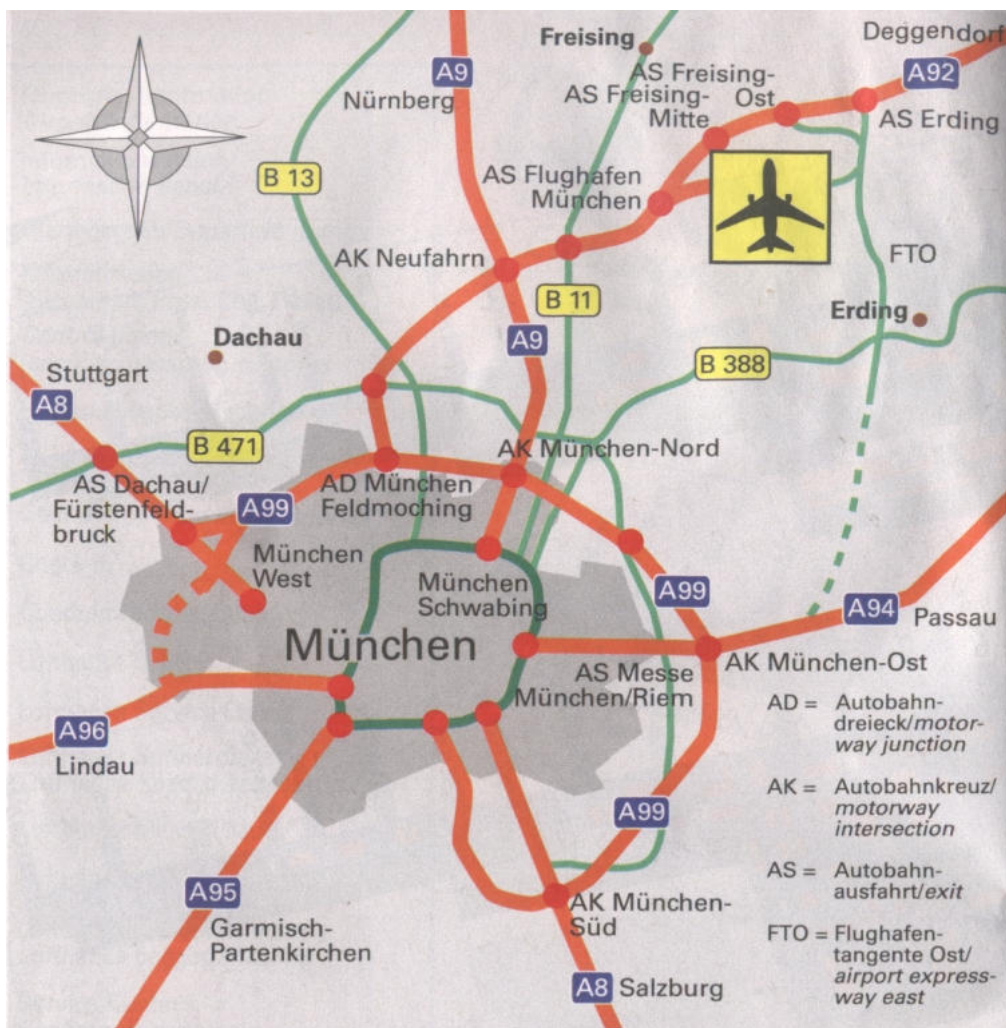 Deggendorf
Freising
A9
Nürnberg
A92
AS Freising-
Ost
AS Freising-
Mitte
AS Erding
B 13
AS Flughafen
München
AK Neufahrn
FTO
B 11
Erding
Dachau
A9
B 388
Stuttgart
A8
B 471
AK München-Nord
AS Dachau/
Fürstenfeld-
bruck
A99
AD München
Feldmoching
München
West
München
Schwabing
A99
A94
Passau
München
AS Messe
München/Riem
AK München-Ost
A96
Lindau
A99
A95
Garmisch-
Partenkirchen
AK München-
Süd
A8
Salzburg
AD = Autobahn-
dreieck/motor-
way junction
AK = Autobahnkreuz/
motorway
intersection
AS = Autobahn-
ausfahrt/exit
FTO = Flughafen-
tangente Ost/
airport express-
way east